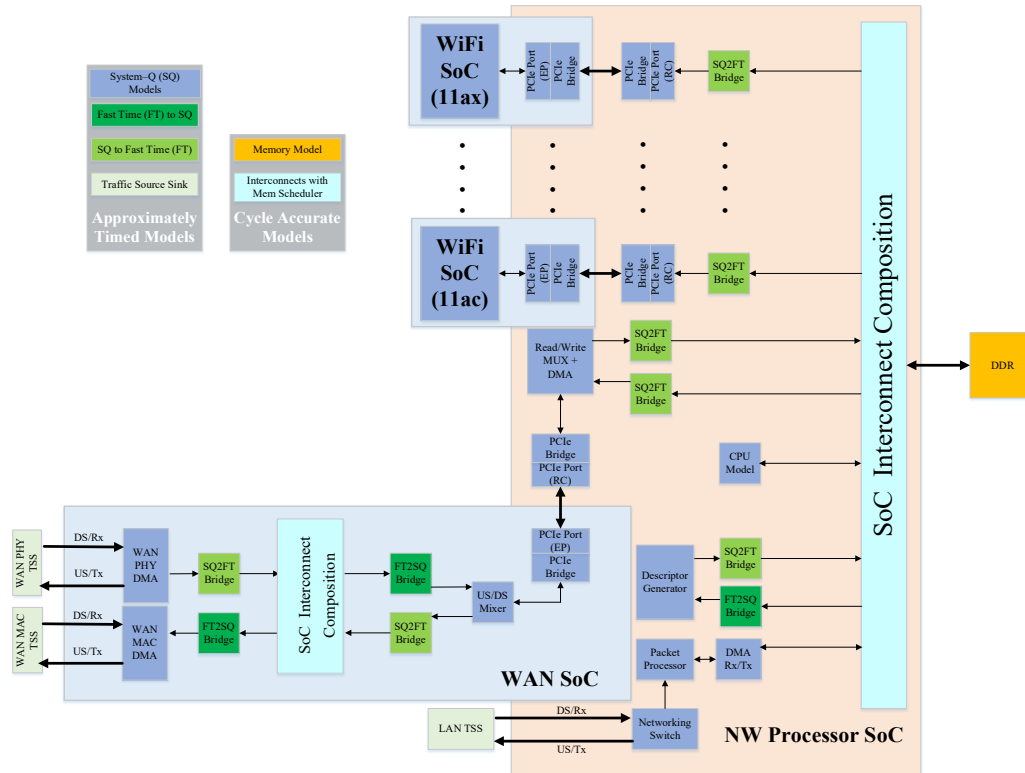 System–Q (SQ)
Models
Fast Time (FT) to SQ
SQ to Fast Time (FT)
Traffic Source Sink
Approximately
Timed Models
Memory Model
Interconnects with
Mem Scheduler
Cycle Accurate
Models
WiFi
SoC
(11ax)
PCIe Port
(EP)
PCIe
Bridge
PCIe
Bridge
PCIe Port
(RC)
SQ2FT
Bridge
WiFi
SoC
(11ac)
PCIe Port
(EP)
PCIe
Bridge
PCIe
Bridge
PCIe Port
(RC)
SQ2FT
Bridge
Read/Write
MUX +
DMA
SQ2FT
Bridge
SQ2FT
Bridge
SoC Interconnect Composition
DDR
PCIe
Bridge
PCIe Port
(RC)
CPU
Model
PCIe Port
(EP)
PCIe
Bridge
WAN PHY
TSS
DS/Rx
US/Tx
WAN
PHY
DMA
SQ2FT
Bridge
SoC Interconnect
Composition
FT2SQ
Bridge
US/DS
Mixer
WAN MAC
TSS
DS/Rx
US/Tx
WAN
MAC
DMA
FT2SQ
Bridge
SQ2FT
Bridge
WAN SoC
Descriptor
Generator
SQ2FT
Bridge
FT2SQ
Bridge
Packet
Processor
DMA
Rx/Tx
LAN TSS
DS/Rx
US/Tx
Networking
Switch
NW Processor SoC